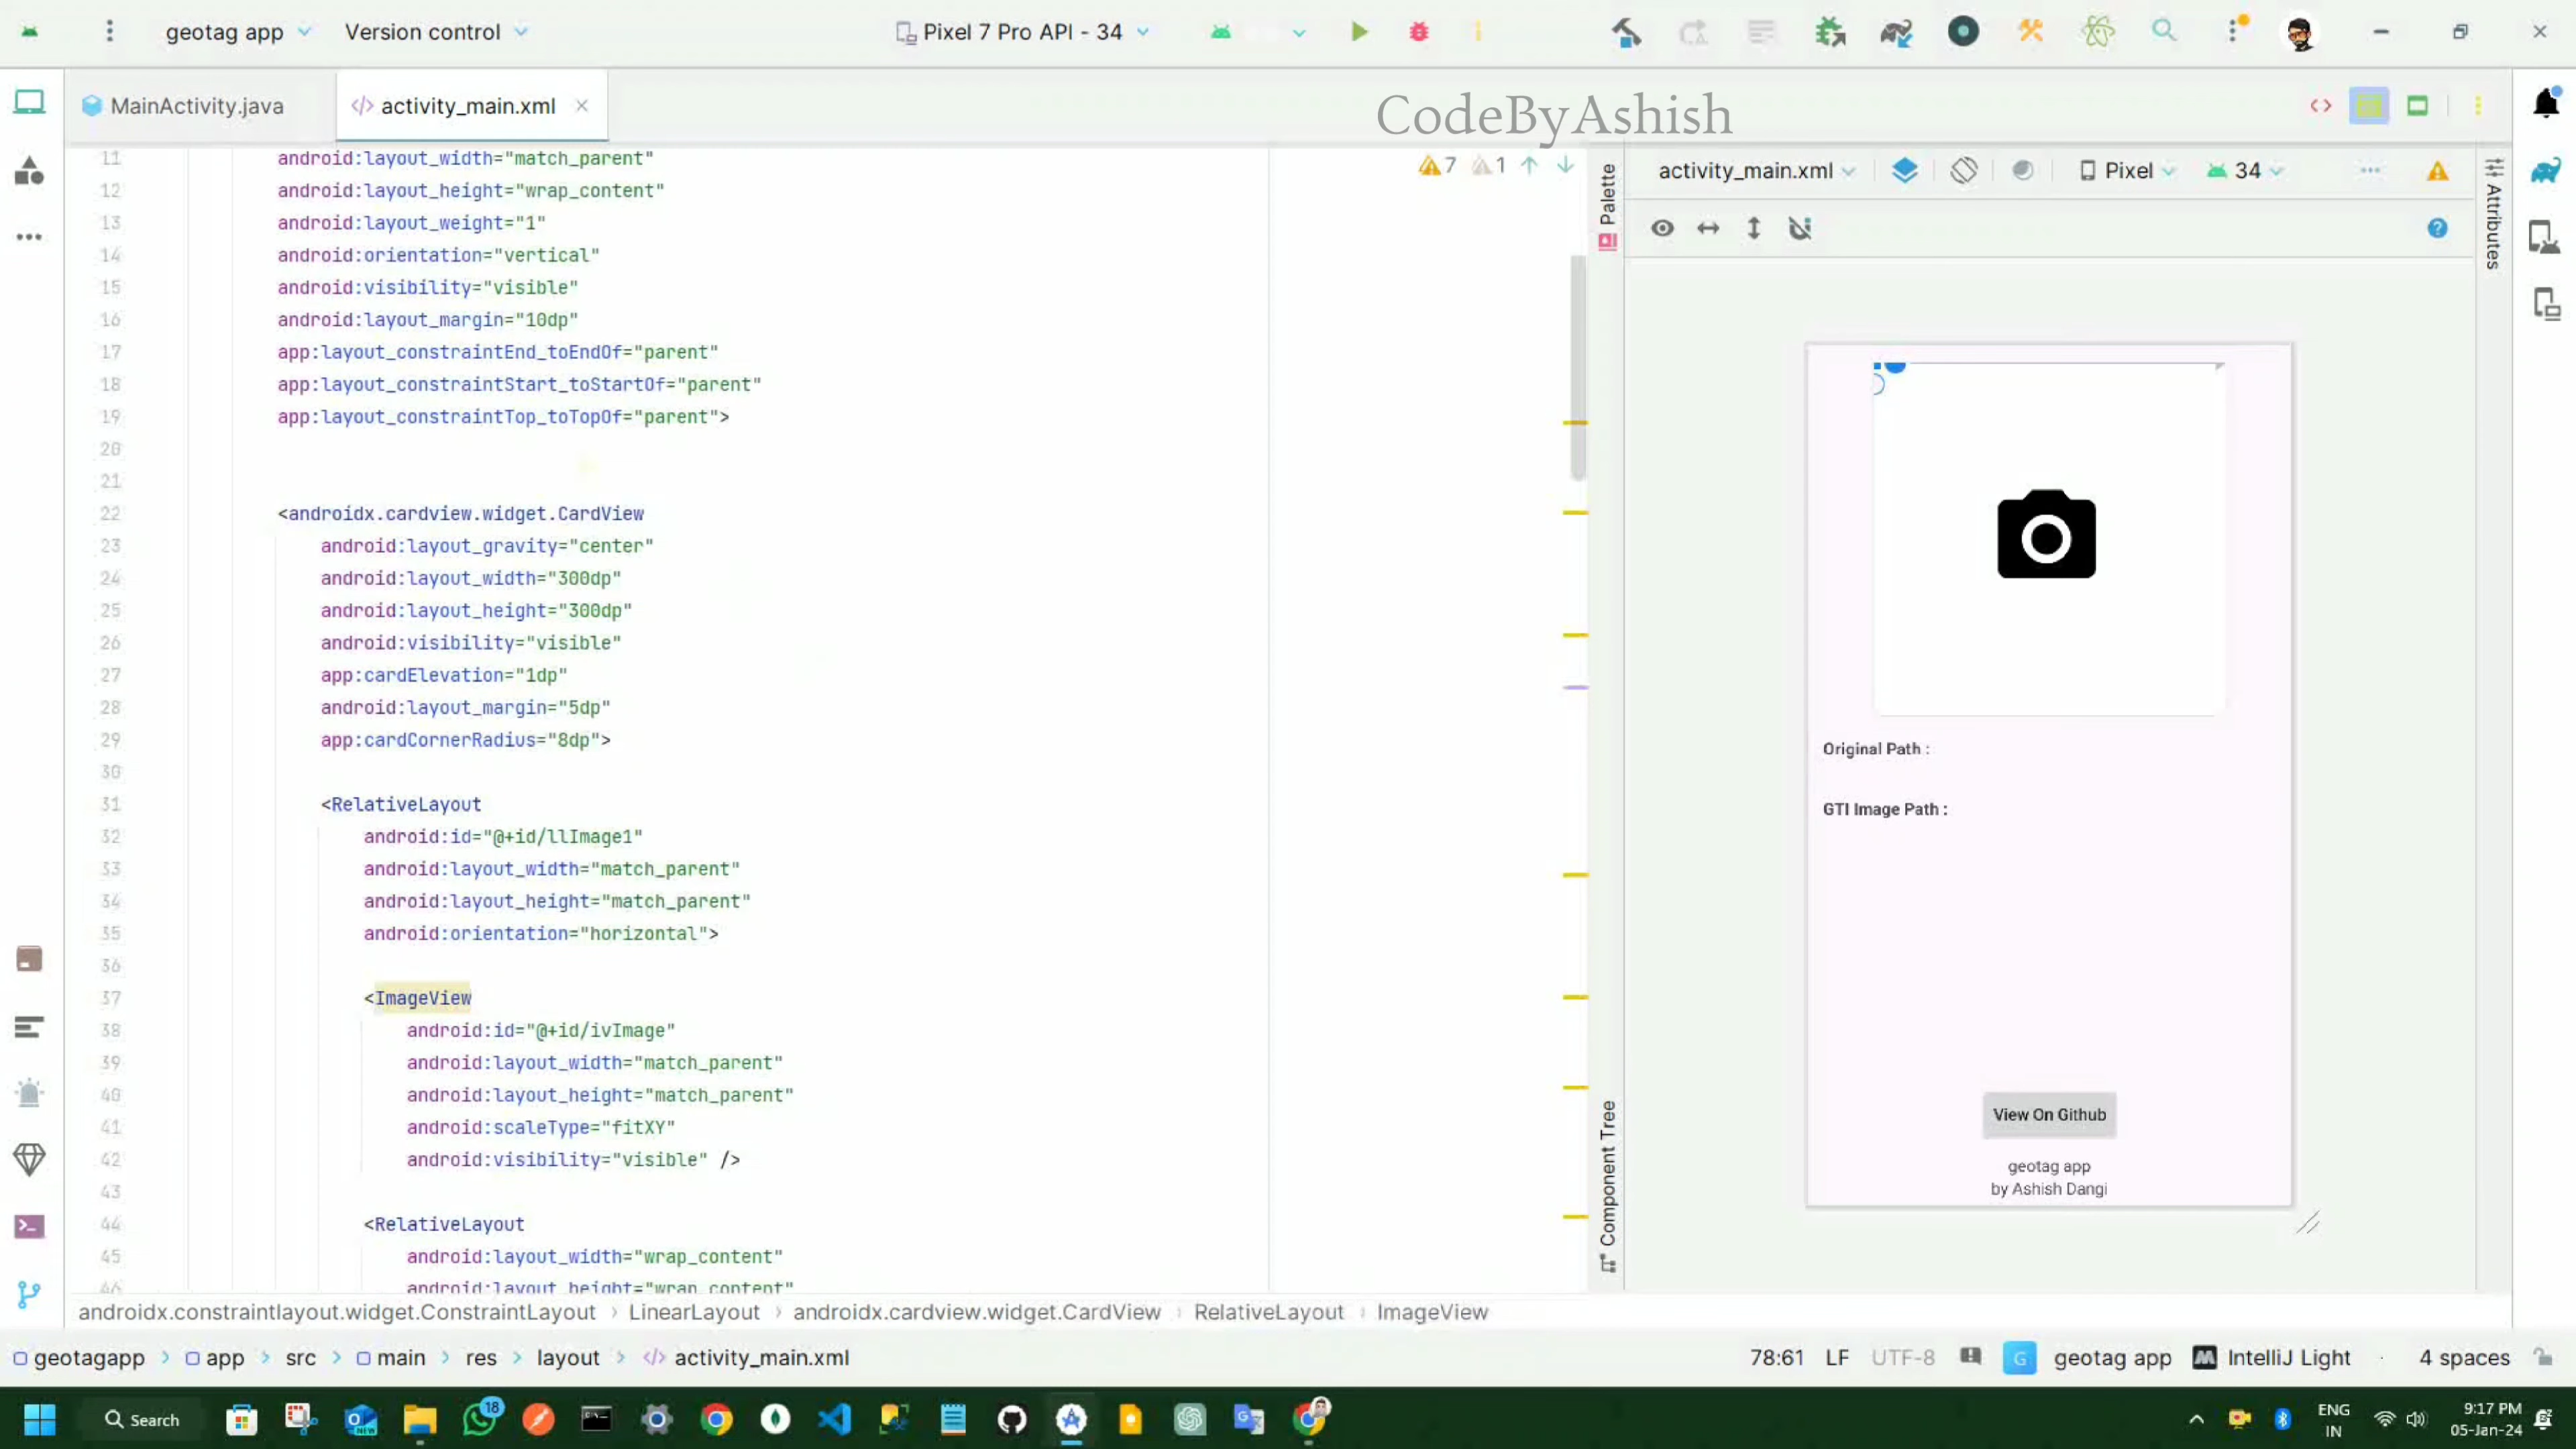 geotag app
Version control
Pixel 7 Pro API - 34
MainActivity.java
activity_main.xml
CodeByAshish
11 android:layout_width="match_parent"
12 android:layout_height="wrap_content"
13 android:layout_weight="1"
14 android:orientation="vertical"
15 android:visibility="visible"
16 android:layout_margin="10dp"
17 app:layout_constraintEnd_toEndOf="parent"
18 app:layout_constraintStart_toStartOf="parent"
19 app:layout_constraintTop_toTopOf="parent">
20
21
22 <androidx.cardview.widget.CardView
23 android:layout_gravity="center"
24 android:layout_width="300dp"
25 android:layout_height="300dp"
26 android:visibility="visible"
27 app:cardElevation="1dp"
28 android:layout_margin="5dp"
29 app:cardCornerRadius="8dp">
30
31 <RelativeLayout
32 android:id="@+id/llImage1"
33 android:layout_width="match_parent"
34 android:layout_height="match_parent"
35 android:orientation="horizontal">
36
37 <ImageView
38 android:id="@+id/ivImage"
39 android:layout_width="match_parent"
40 android:layout_height="match_parent"
41 android:scaleType="fitXY"
42 android:visibility="visible" />
43
44 <RelativeLayout
45 android:layout_width="wrap_content"
46 android:layout_height="wrap_content"
7 1
Palette
activity_main.xml
Pixel
34
Attributes
Original Path :
GTI Image Path :
View On Github
geotag app
by Ashish Dangi
Component Tree
androidx.constraintlayout.widget.ConstraintLayout › LinearLayout › androidx.cardview.widget.CardView › RelativeLayout › ImageView
geotagapp > app > src > main > res > layout > activity_main.xml
78:61 LF UTF-8 G geotag app IntelliJ Light 4 spaces
Search
NEW
18
ENG
IN
9:17 PM
05-Jan-24